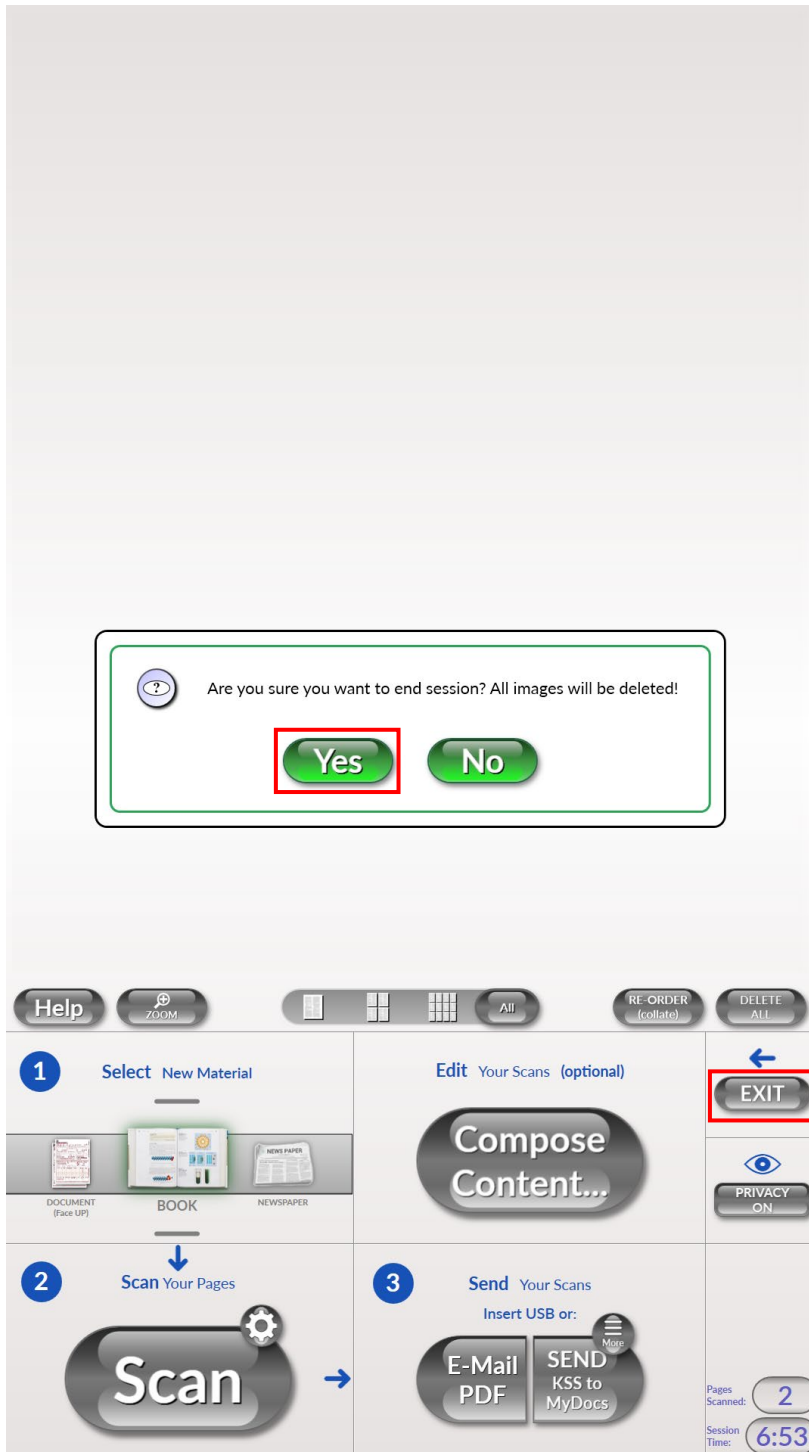 Are you sure you want to end session? All images will be deleted!
Yes
No
Help
ZOOM
All
RE-ORDER
(collate)
DELETE
ALL
1
Select New Material
NEWS PAPER
DOCUMENT
(Face UP)
BOOK
NEWSPAPER
Edit Your Scans (optional)
Compose
Content...
EXIT
PRIVACY
ON
2
Scan Your Pages
Scan
3
Send Your Scans
Insert USB or:
More
E-Mail
PDF
SEND
KSS to
MyDocs
Pages
Scanned:
2
Session
Time:
6:53